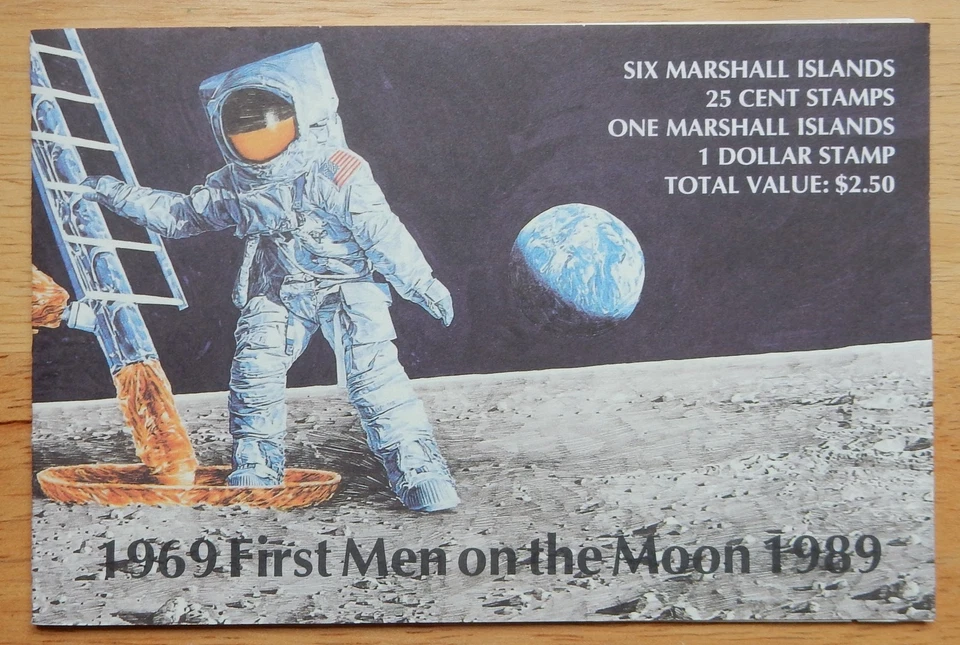 SIX MARSHALL ISLANDS
25 CENT STAMPS
ONE MARSHALL ISLANDS
1 DOLLAR STAMP
TOTAL VALUE: $2.50
1969 First Men on the Moon 1989